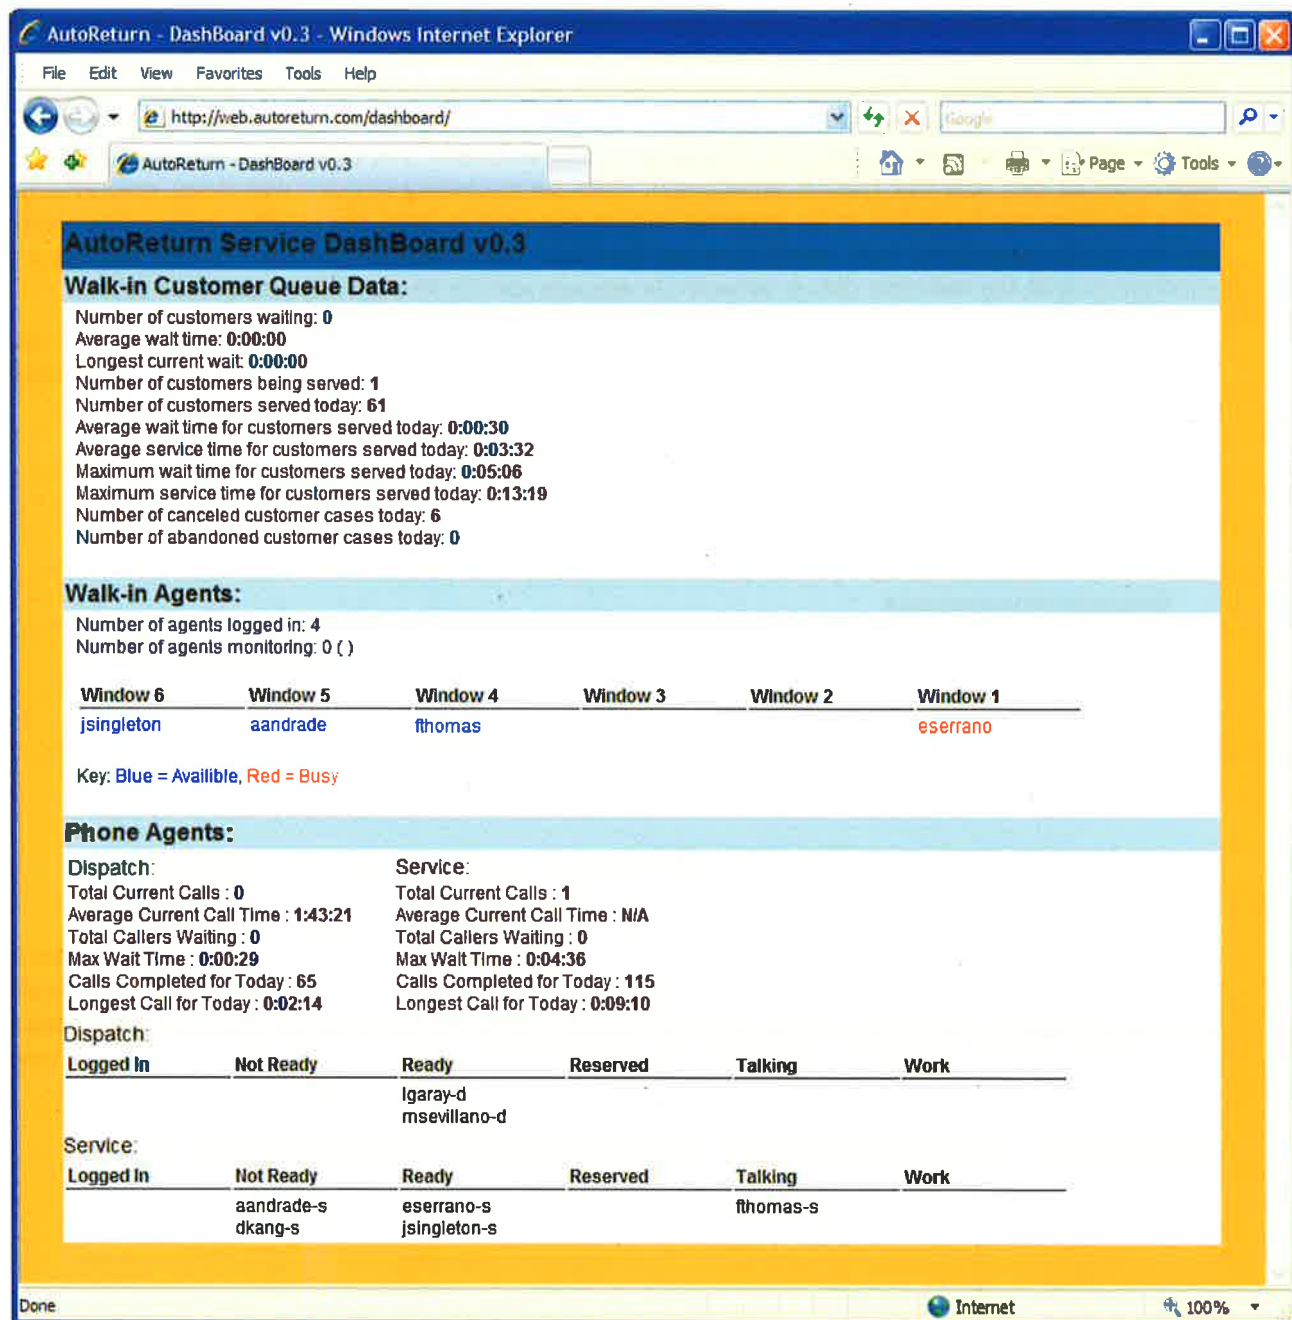 AutoReturn - DashBoard v0.3 - Windows Internet Explorer
File Edit View Favorites Tools Help
http://web.autoreturn.com/dashboard/ Google
AutoReturn - DashBoard v0.3 Page Tools
AutoReturn Service DashBoard v0.3
Walk-in Customer Queue Data:
Number of customers waiting: 0
Average wait time: 0:00:00
Longest current wait: 0:00:00
Number of customers being served: 1
Number of customers served today: 61
Average wait time for customers served today: 0:00:30
Average service time for customers served today: 0:03:32
Maximum wait time for customers served today: 0:05:06
Maximum service time for customers served today: 0:13:19
Number of canceled customer cases today: 6
Number of abandoned customer cases today: 0
Walk-in Agents:
Number of agents logged in: 4
Number of agents monitoring: 0 ( )
Window 6 Window 5 Window 4 Window 3 Window 2 Window 1
jsingleton aandrade fthomas eserrano
Key: Blue = Availible, Red = Busy
Phone Agents:
Dispatch: Service:
Total Current Calls : 0 Total Current Calls : 1
Average Current Call Time : 1:43:21 Average Current Call Time : N/A
Total Callers Waiting : 0 Total Callers Waiting : 0
Max Wait Time : 0:00:29 Max Wait Time : 0:04:36
Calls Completed for Today : 65 Calls Completed for Today : 115
Longest Call for Today : 0:02:14 Longest Call for Today : 0:09:10
Dispatch:
Logged In Not Ready Ready Reserved Talking Work
lgaray-d
msevillano-d
Service:
Logged In Not Ready Ready Reserved Talking Work
aandrade-s eserrano-s fthomas-s
dkang-s jsingleton-s
Done Internet 100%